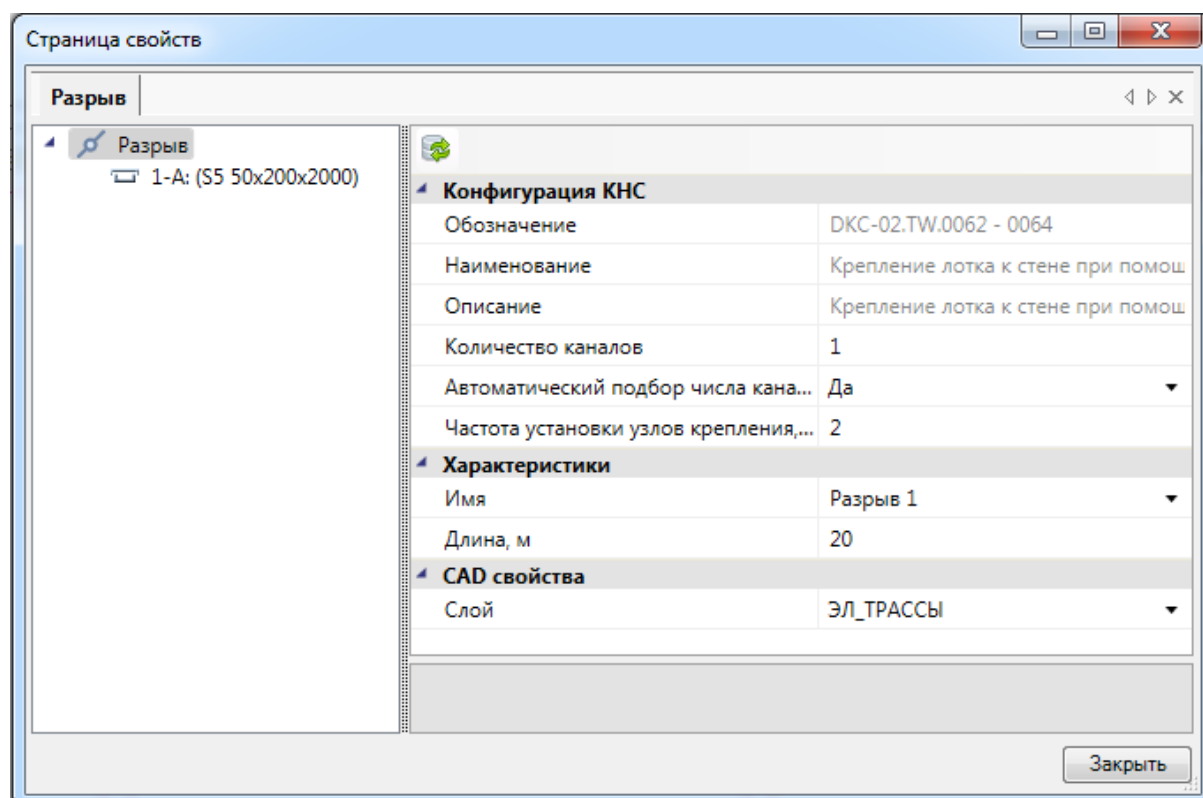 Страница свойств
Разрыв
Разрыв
1-A: (S5 50x200x2000)
Конфигурация КНС
Обозначение DKC-02.TW.0062 - 0064
Наименование Крепление лотка к стене при помощ
Описание Крепление лотка к стене при помощ
Количество каналов 1
Автоматический подбор числа кана... Да
Частота установки узлов крепления,... 2
Характеристики
Имя Разрыв 1
Длина, м 20
CAD свойства
Слой ЭЛ_ТРАССЫ
Закрыть